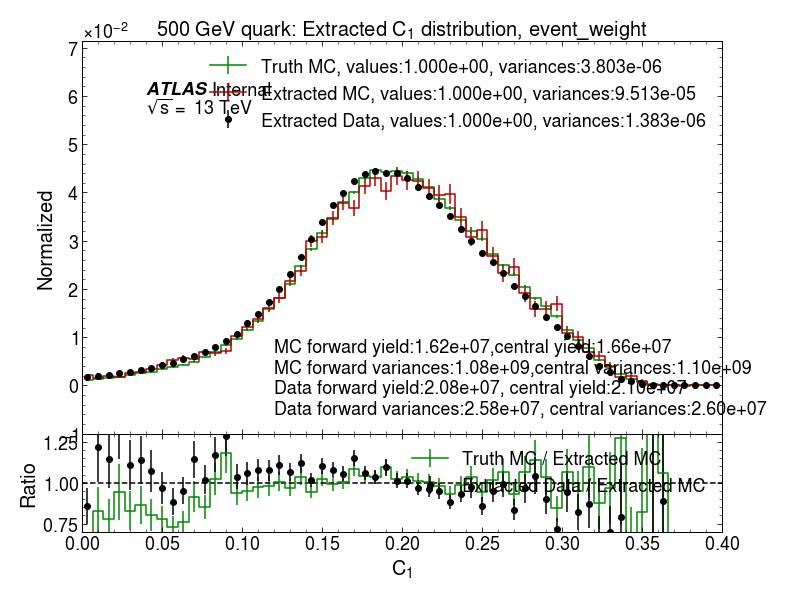 ×10⁻²
500 GeV quark: Extracted C₁ distribution, event_weight
Truth MC, values:1.000e+00, variances:3.803e-06
ATLAS Internal
Extracted MC, values:1.000e+00, variances:9.513e-05
√s = 13 TeV
Extracted Data, values:1.000e+00, variances:1.383e-06
7
6
5
4
3
2
1
0
1
Normalized
MC forward yield:1.62e+07,central yield:1.66e+07
MC forward variances:1.08e+09,central variances:1.10e+09
Data forward yield:2.08e+07, central yield:2.10e+07
Data forward variances:2.58e+07, central variances:2.60e+07
1.25
1.00
0.75
Ratio
Truth MC / Extracted MC
Extracted Data / Extracted MC
0.00 0.05 0.10 0.15 0.20 0.25 0.30 0.35 0.40
C₁